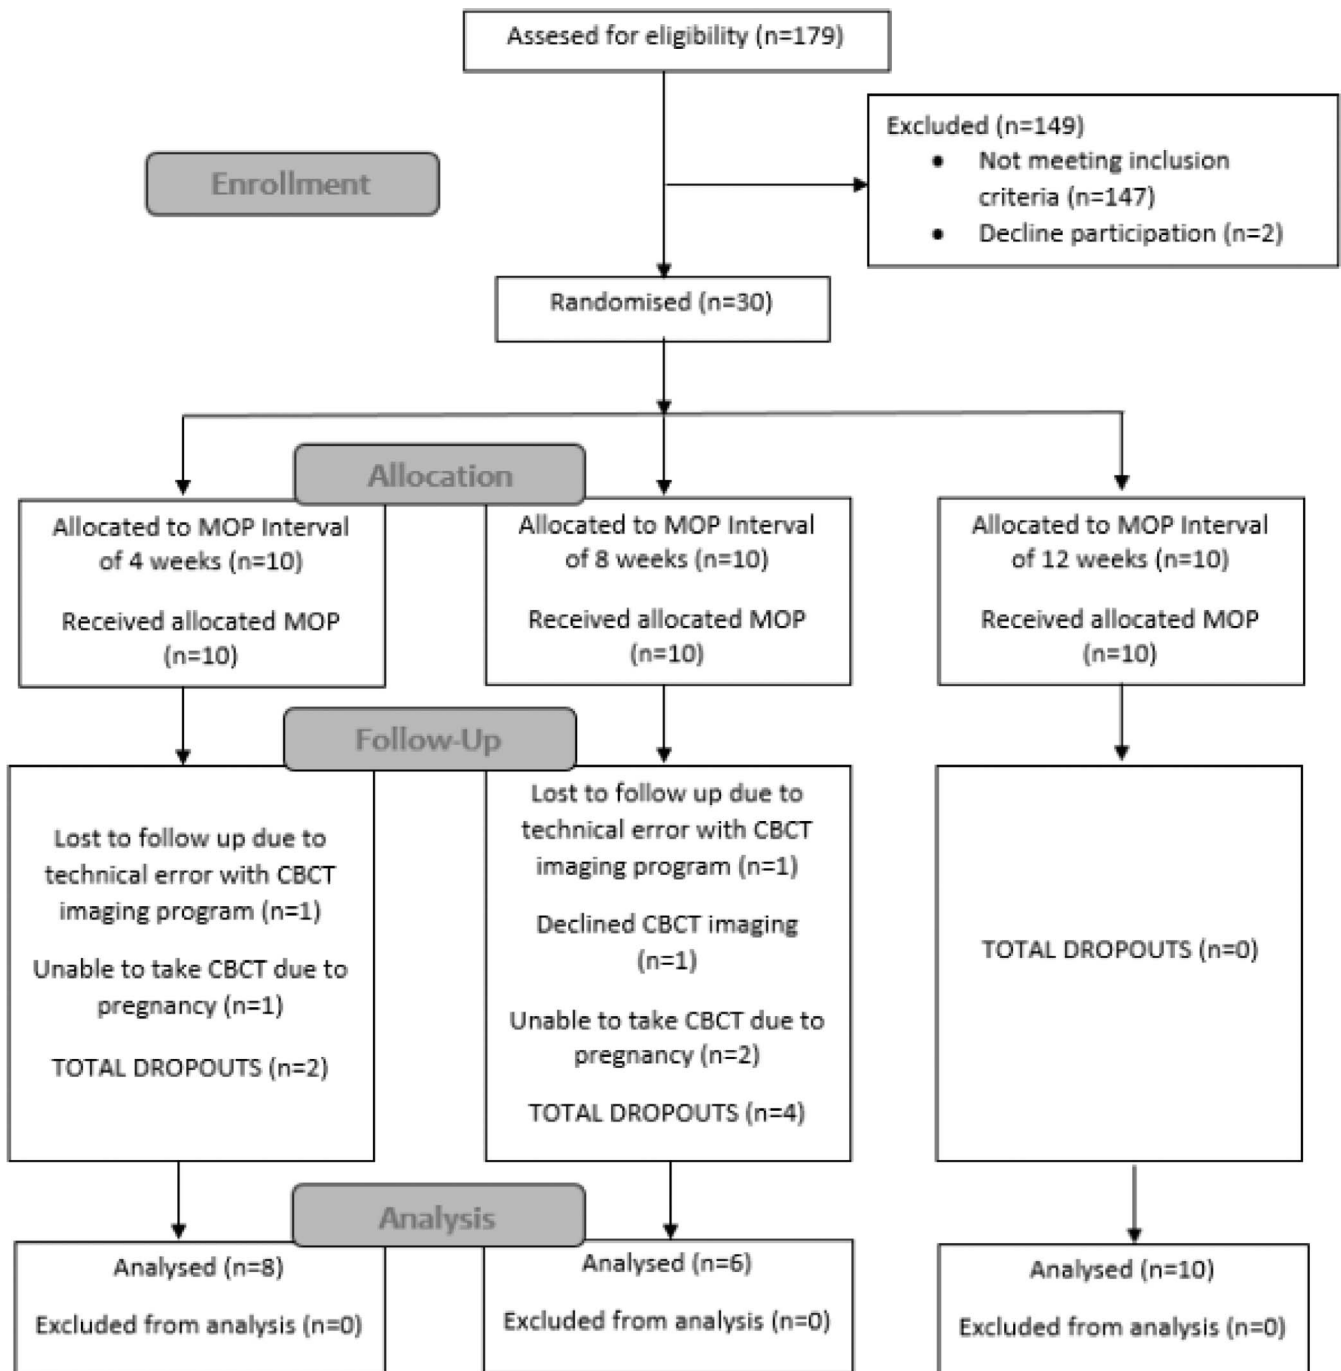 Assesed for eligibility (n=179)
Excluded (n=149)
● Not meeting inclusion
criteria (n=147)
● Decline participation (n=2)
Enrollment
Randomised (n=30)
Allocation
Allocated to MOP Interval
of 4 weeks (n=10)
Received allocated MOP
(n=10)
Allocated to MOP Interval
of 8 weeks (n=10)
Received allocated MOP
(n=10)
Allocated to MOP Interval
of 12 weeks (n=10)
Received allocated MOP
(n=10)
Follow-Up
Lost to follow up due to
technical error with CBCT
imaging program (n=1)
Unable to take CBCT due to
pregnancy (n=1)
TOTAL DROPOUTS (n=2)
Lost to follow up due to
technical error with CBCT
imaging program (n=1)
Declined CBCT imaging
(n=1)
Unable to take CBCT due to
pregnancy (n=2)
TOTAL DROPOUTS (n=4)
TOTAL DROPOUTS (n=0)
Analysis
Analysed (n=8)
Excluded from analysis (n=0)
Analysed (n=6)
Excluded from analysis (n=0)
Analysed (n=10)
Excluded from analysis (n=0)